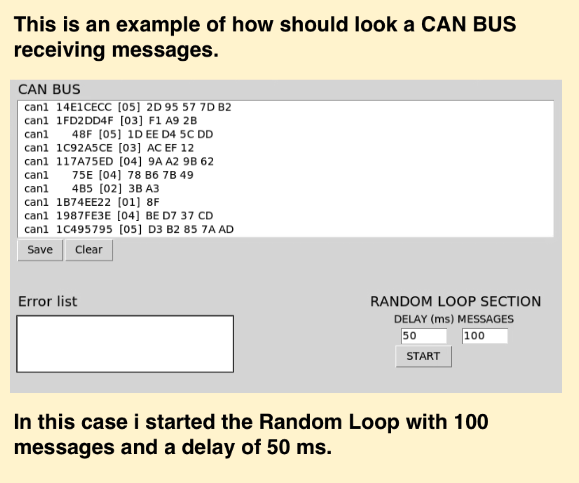 This is an example of how should look a CAN BUS
receiving messages.
CAN BUS
can1 14E1CECC [05] 2D 95 57 7D B2
can1 1FD2DD4F [03] F1 A9 2B
can1 48F [05] 1D EE D4 5C DD
can1 1C92A5CE [03] AC EF 12
can1 117A75ED [04] 9A A2 9B 62
can1 75E [04] 78 B6 7B 49
can1 4B5 [02] 3B A3
can1 1B74EE22 [01] 8F
can1 1987FE3E [04] BE D7 37 CD
can1 1C495795 [05] D3 B2 85 7A AD
Save Clear
Error list
RANDOM LOOP SECTION
DELAY (ms) MESSAGES
50 100
START
In this case i started the Random Loop with 100
messages and a delay of 50 ms.